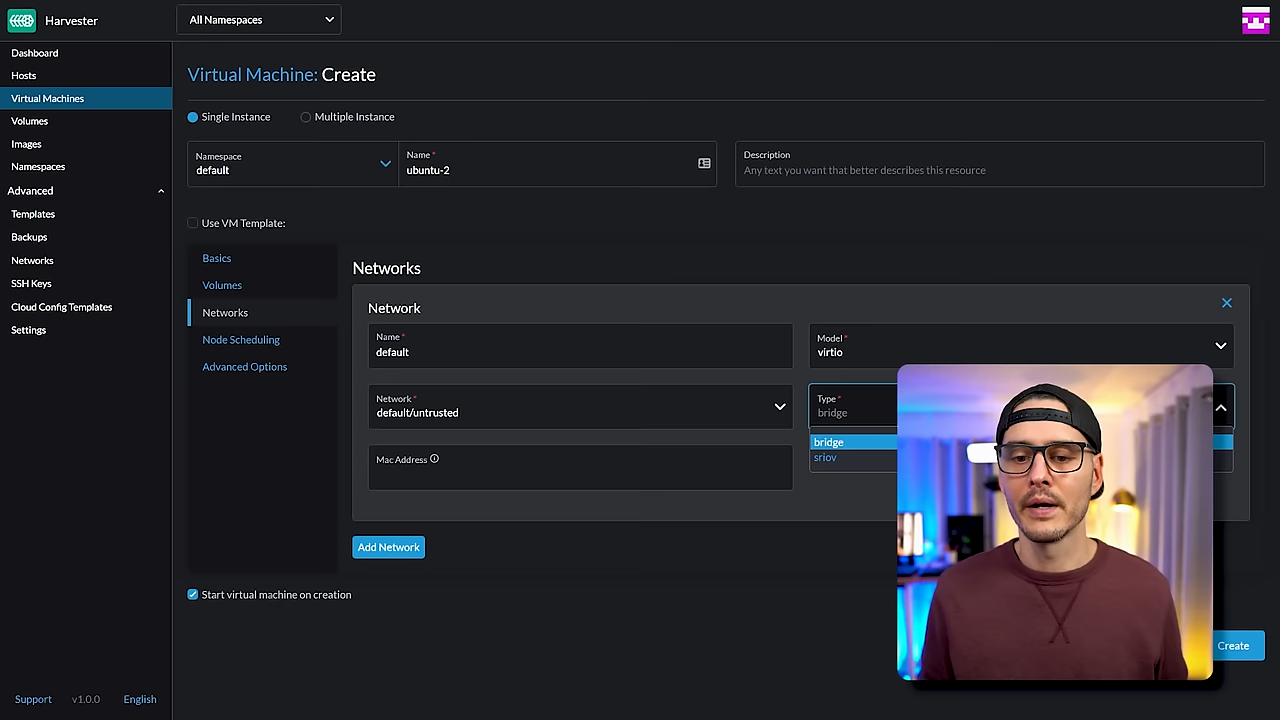 Harvester
All Namespaces
Dashboard
Hosts
Virtual Machines
Volumes
Images
Namespaces
Advanced
Templates
Backups
Networks
SSH Keys
Cloud Config Templates
Settings
Support v1.0.0 English
Virtual Machine: Create
Single Instance Multiple Instance
Namespace
default
Name *
ubuntu-2
Description
Any text you want that better describes this resource
Use VM Template:
Basics
Volumes
Networks
Node Scheduling
Advanced Options
Networks
Network
Name *
default
Model *
virtio
Network *
default/untrusted
Type *
bridge
bridge
sriov
Mac Address
Add Network
Start virtual machine on creation
Create